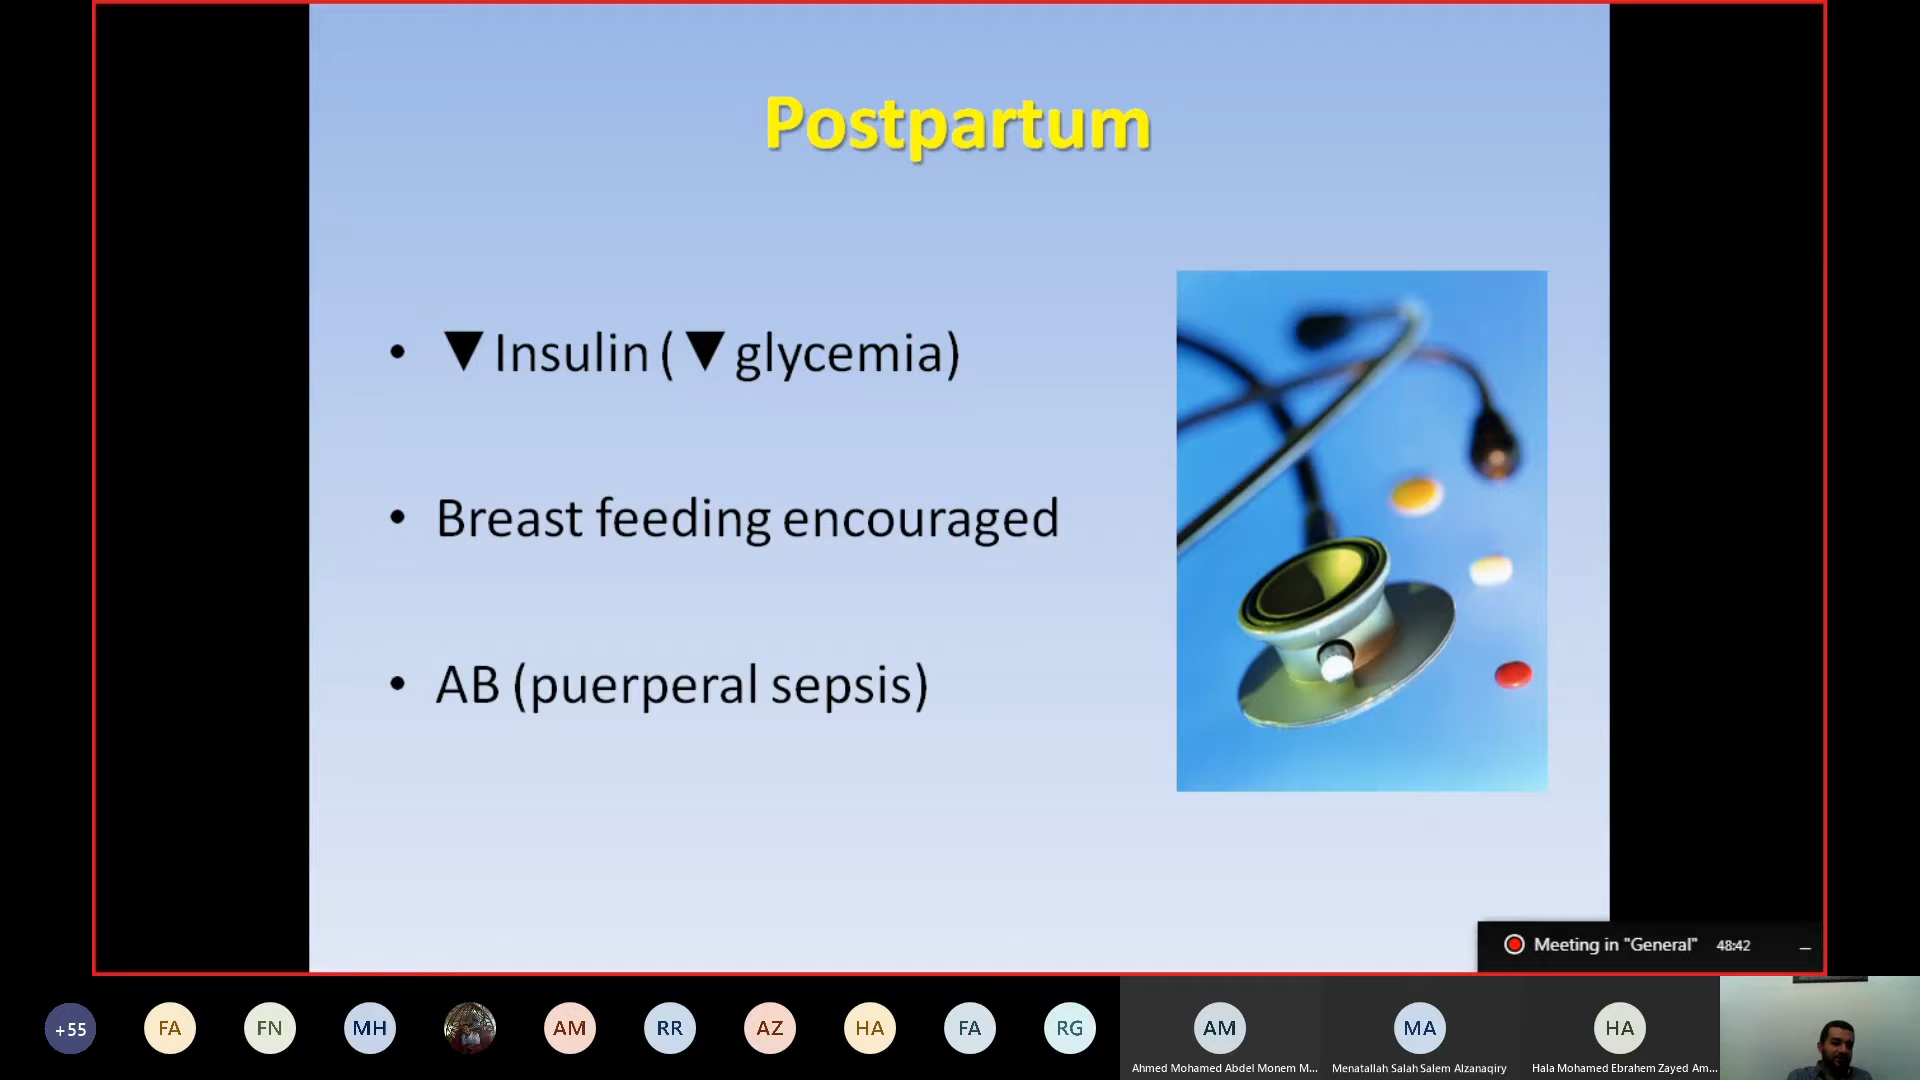 Postpartum
• ▼ Insulin ( ▼ glycemia)
• Breast feeding encouraged
• AB (puerperal sepsis)
Meeting in "General" 48:42
+55 FA FN MH AM RR AZ HA FA RG AM MA HA
Ahmed Mohamed Abdel Monem M... Menatallah Salah Salem Alzanaqiry Hala Mohamed Ebrahem Zayed Am...